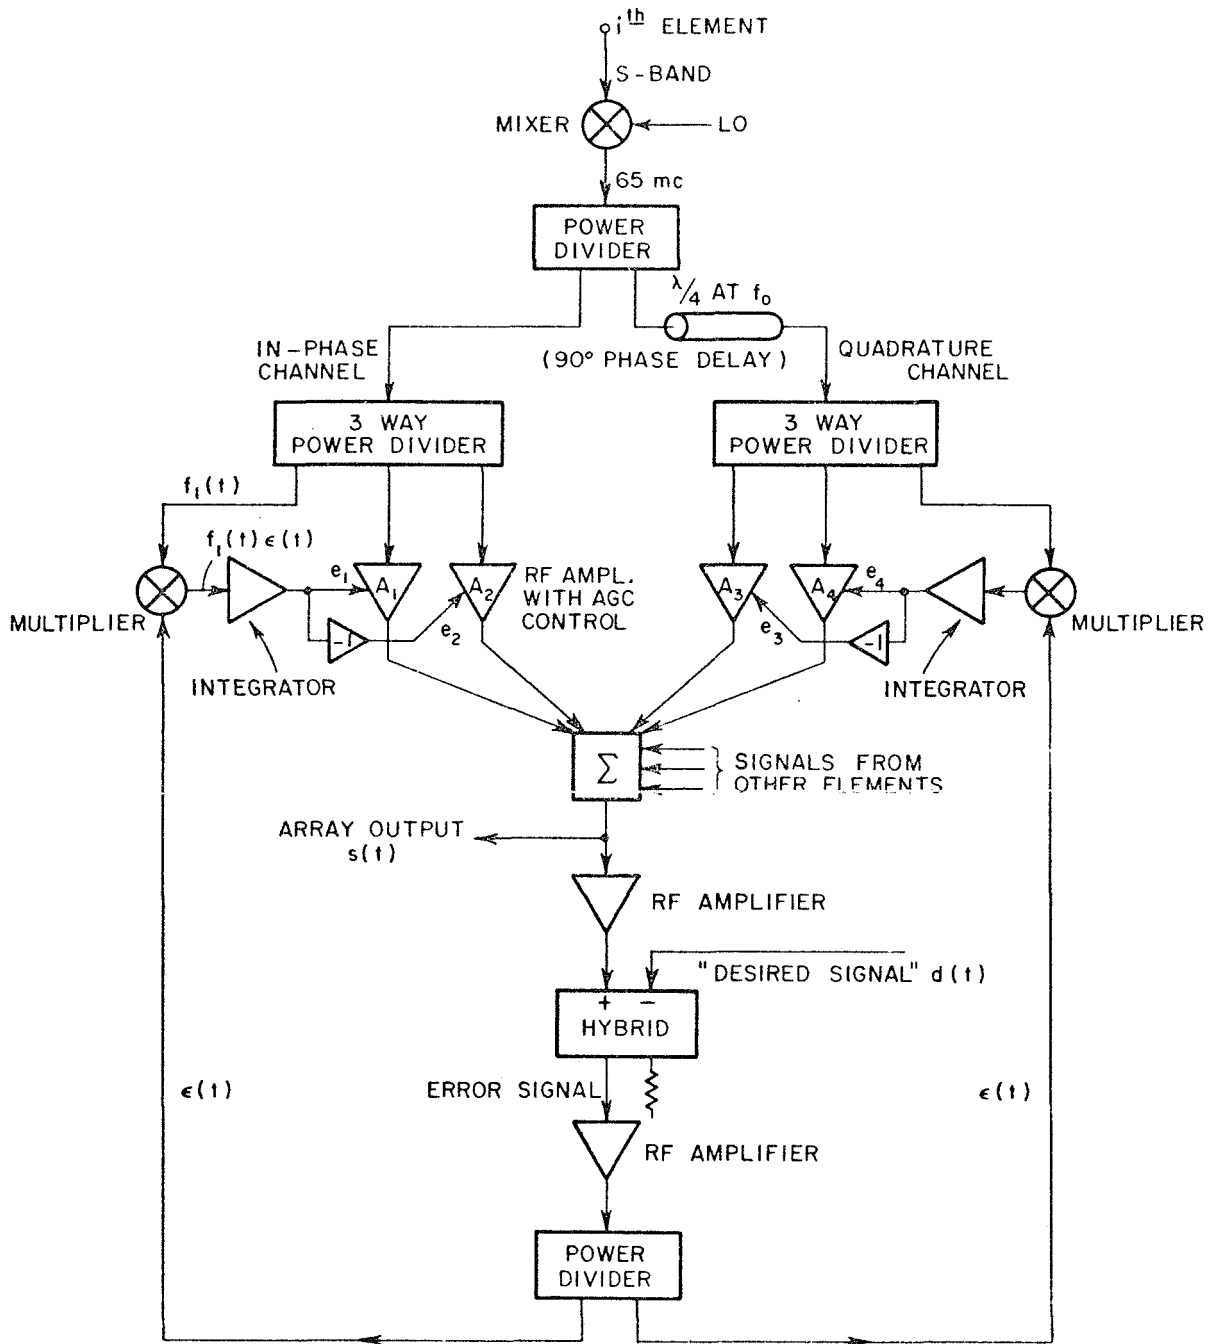 i th ELEMENT
S-BAND
MIXER
LO
65 mc
POWER
DIVIDER
λ/4 AT f₀
(90° PHASE DELAY)
IN-PHASE
CHANNEL
QUADRATURE
CHANNEL
3 WAY
POWER DIVIDER
3 WAY
POWER DIVIDER
f₁(t)
f₁(t)ϵ(t)
e₁
A₁
A₂
RF AMPL.
WITH AGC
CONTROL
A₃
A₄
e₄
MULTIPLIER
-1
e₂
e₃
-1
MULTIPLIER
INTEGRATOR
INTEGRATOR
Σ
SIGNALS FROM
OTHER ELEMENTS
ARRAY OUTPUT
s(t)
RF AMPLIFIER
"DESIRED SIGNAL" d(t)
+ −
HYBRID
ϵ(t)
ERROR SIGNAL
ϵ(t)
RF AMPLIFIER
POWER
DIVIDER